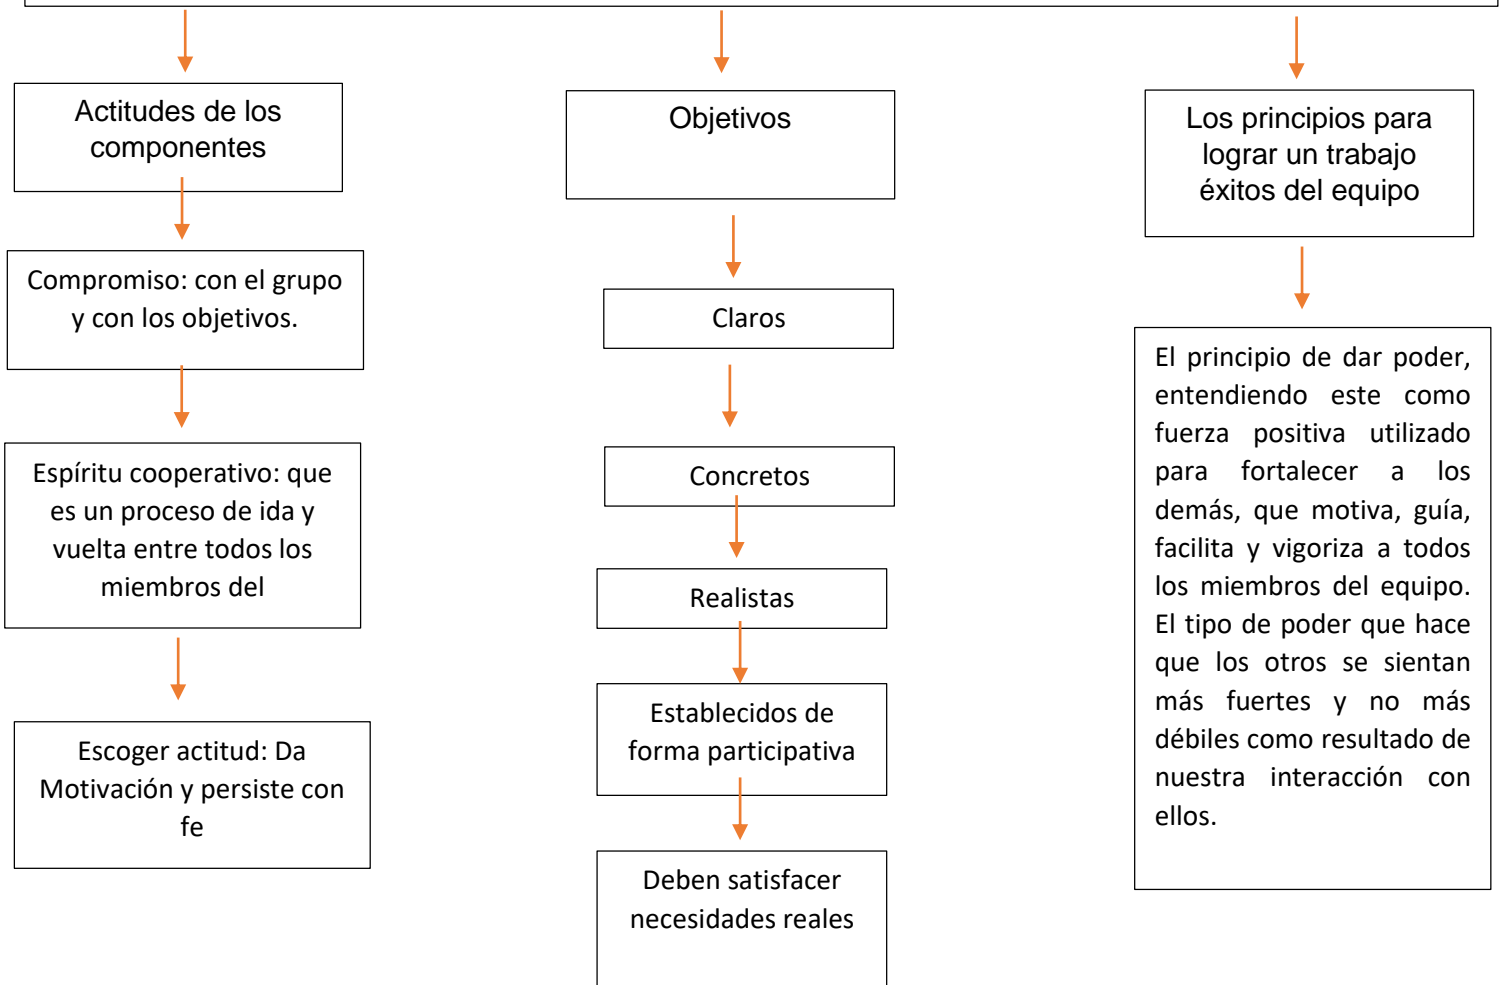 Actitudes de los
componentes
Compromiso: con el grupo
y con los objetivos.
Espíritu cooperativo: que
es un proceso de ida y
vuelta entre todos los
miembros del
Escoger actitud: Da
Motivación y persiste con
fe
Objetivos
Claros
Concretos
Realistas
Establecidos de
forma participativa
Deben satisfacer
necesidades reales
Los principios para
lograr un trabajo
éxitos del equipo
El principio de dar poder,
entendiendo este como
fuerza positiva utilizado
para fortalecer a los
demás, que motiva, guía,
facilita y vigoriza a todos
los miembros del equipo.
El tipo de poder que hace
que los otros se sientan
más fuertes y no más
débiles como resultado de
nuestra interacción con
ellos.